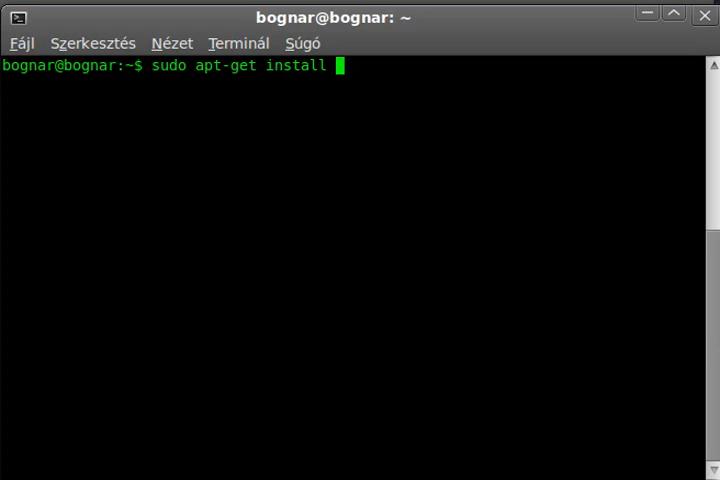 bognar@bognar: ~
Fájl Szerkesztés Nézet Terminál Súgó
bognar@bognar:~$ sudo apt-get install